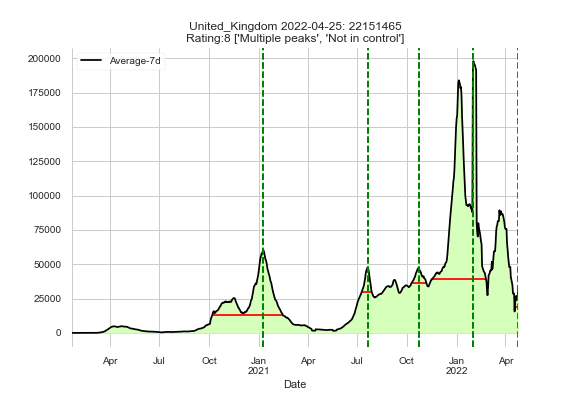 United_Kingdom 2022-04-25: 22151465
Rating:8 ['Multiple peaks', 'Not in control']
Average-7d
200000
175000
150000
125000
100000
75000
50000
25000
0
Apr
Jul
Oct
Jan
2021
Apr
Jul
Oct
Jan
2022
Apr
Date